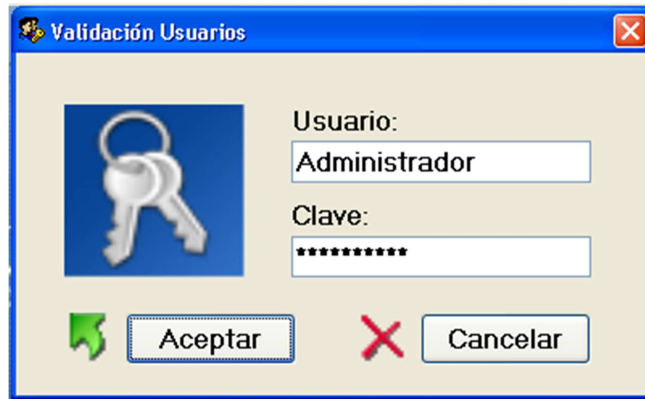 Validación Usuarios
Usuario:
Administrador
Clave:
**********
Aceptar
Cancelar